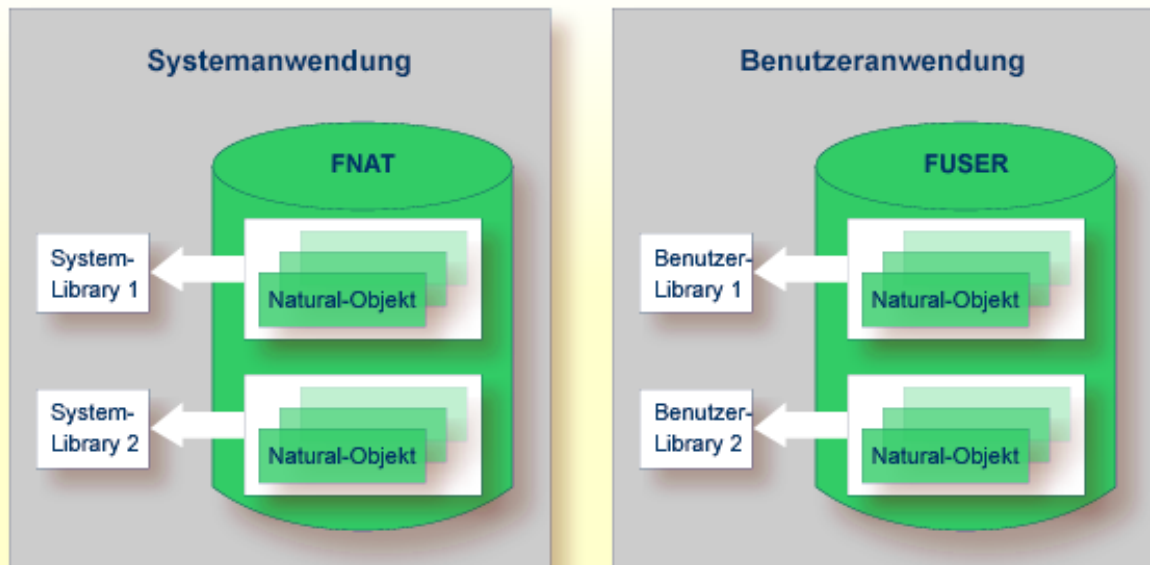 Systemanwendung
FNAT
System-
Library 1
Natural-Objekt
System-
Library 2
Natural-Objekt
Benutzeranwendung
FUSER
Benutzer-
Library 1
Natural-Objekt
Benutzer-
Library 2
Natural-Objekt